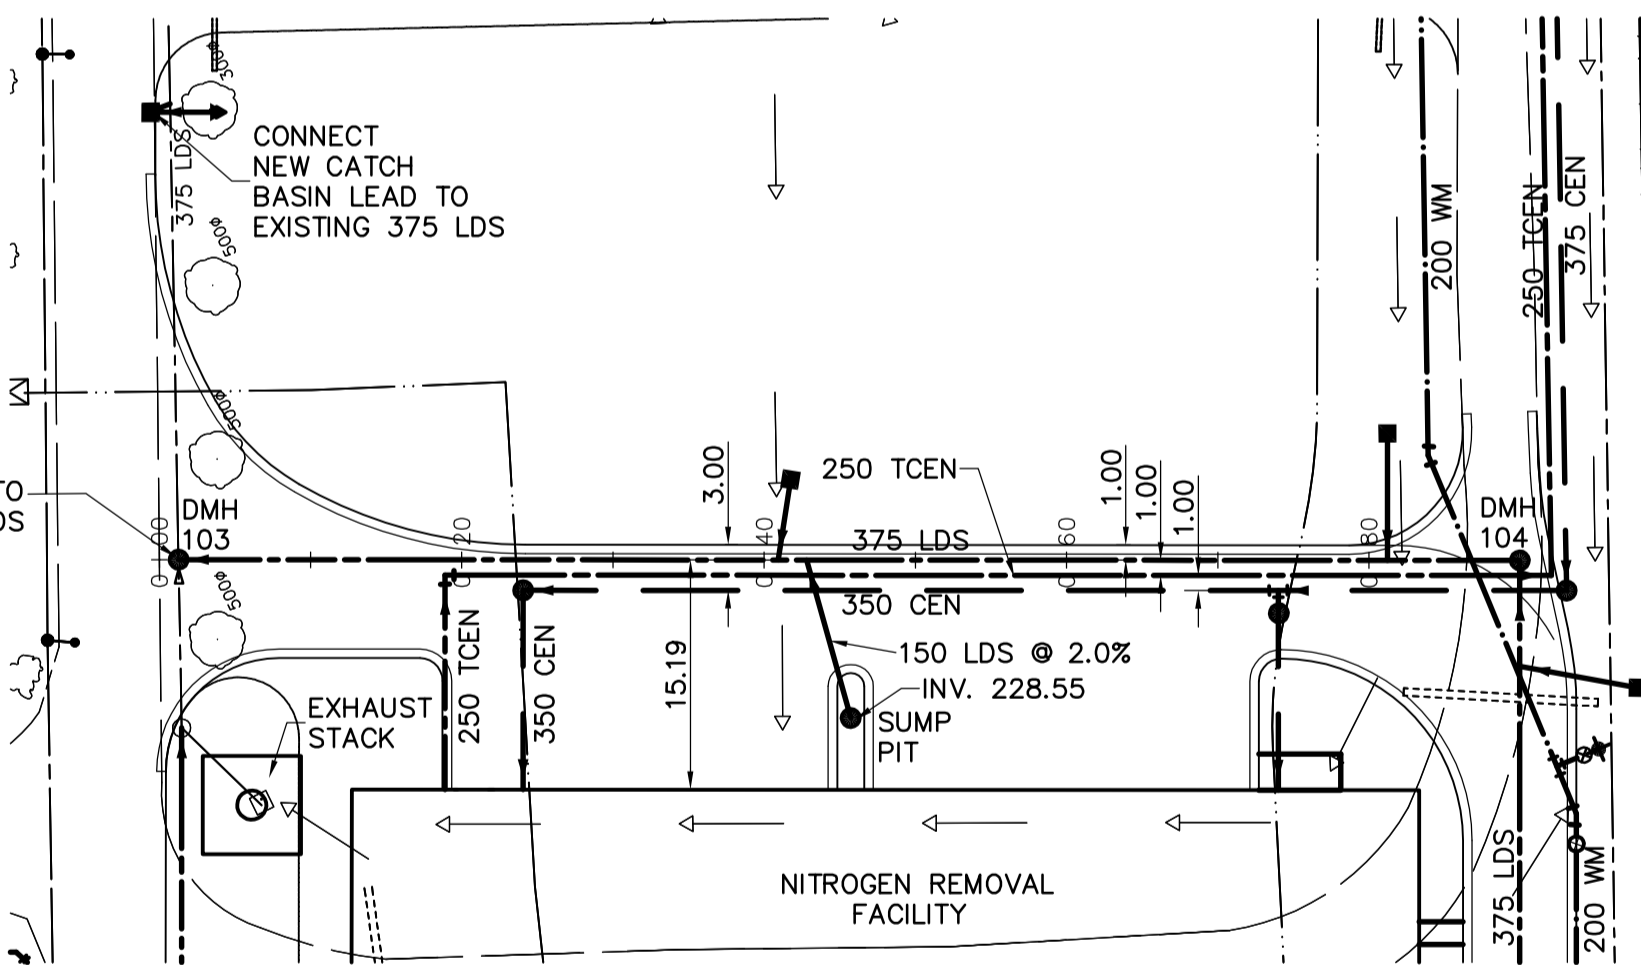 300ϕ
CONNECT
NEW CATCH
BASIN LEAD TO
EXISTING 375 LDS
375 LDS
500ϕ
500ϕ
500ϕ
200 WM
250 TCEN
375 CEN
TO
DMH
103
0+00
20
40
60
80
3.00
250 TCEN
1.00
1.00
1.00
DMH
104
375 LDS
350 CEN
250 TCEN
350 CEN
15.19
150 LDS @ 2.0%
INV. 228.55
SUMP
PIT
EXHAUST
STACK
NITROGEN REMOVAL
FACILITY
375 LDS
200 WM